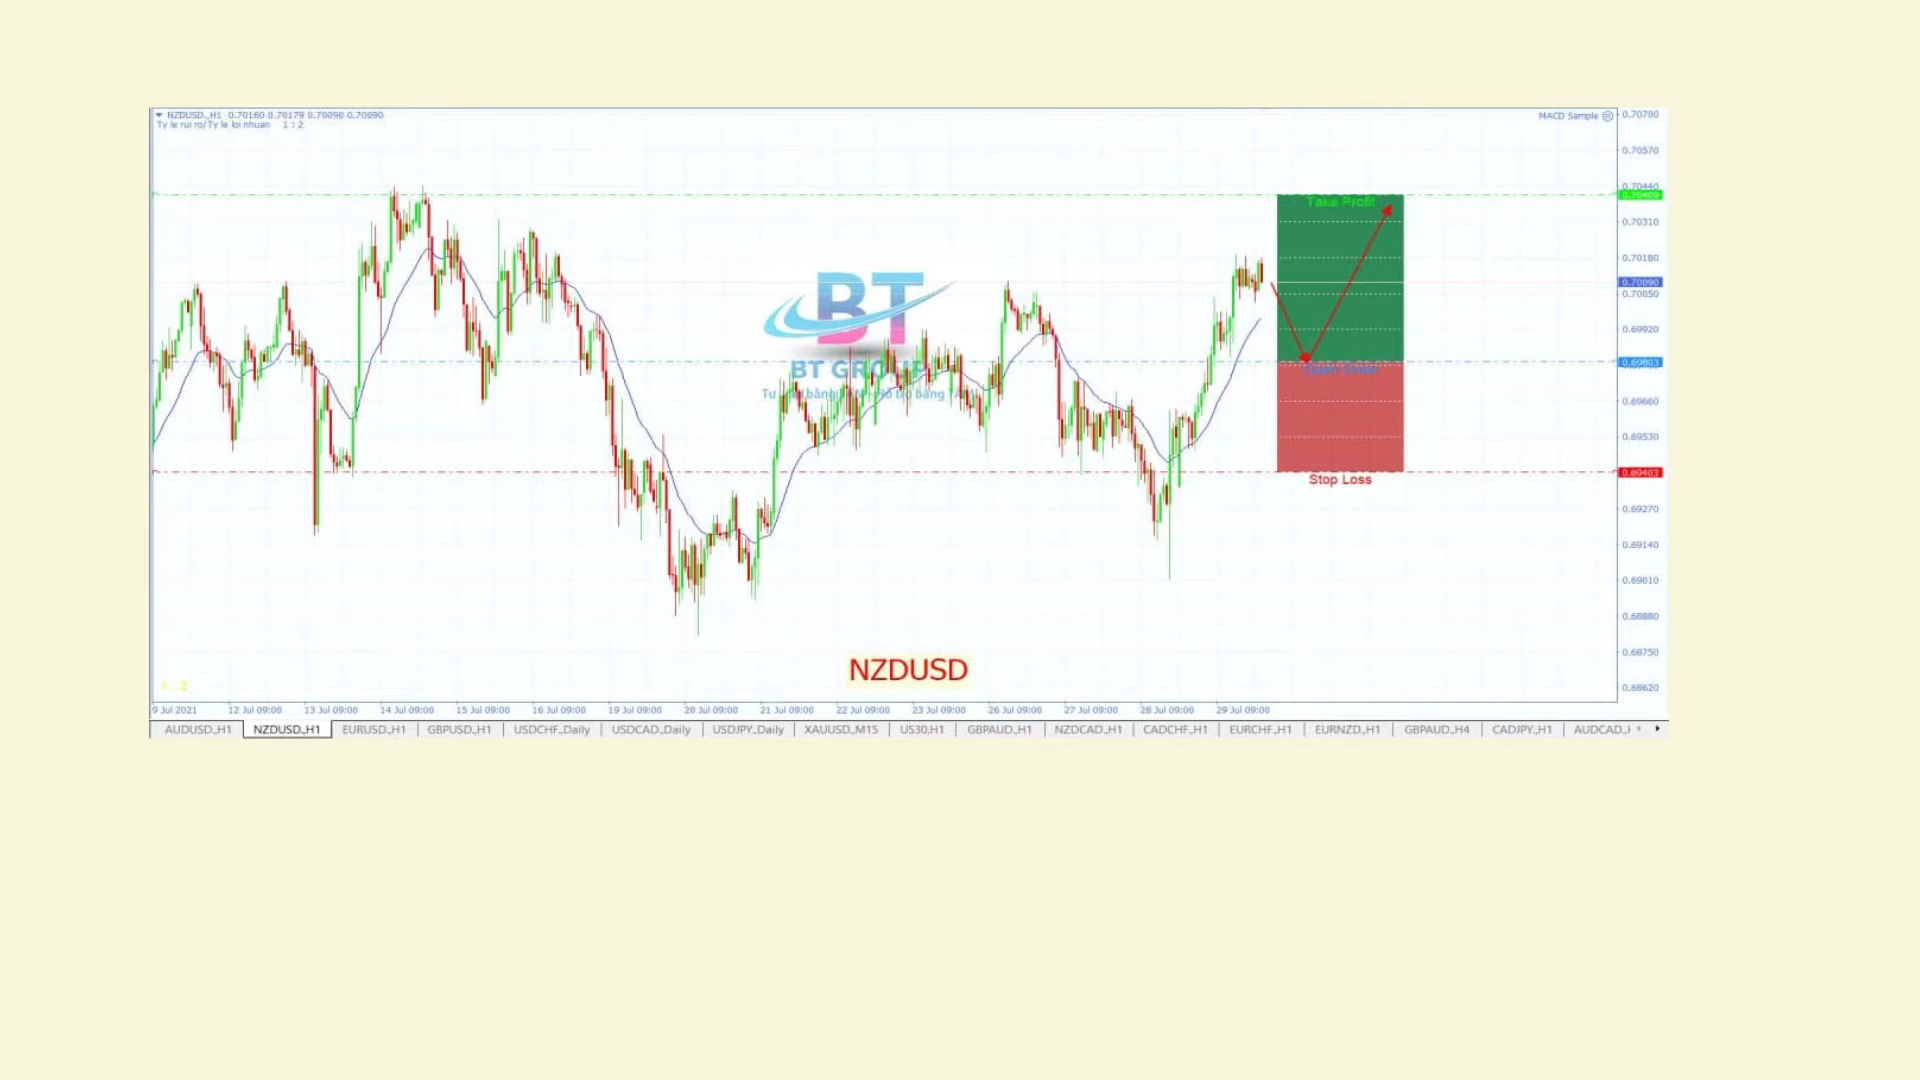 NZDUSD.,H1 0.70160 0.70179 0.70090 0.70090
Ty le rui ro/Ty le loi nhuan 1 : 2
MACD Sample
0.70700
0.70570
0.70440
0.70310
0.70180
0.70090
0.70050
0.69920
0.69803
0.69660
0.69530
0.69403
0.69270
0.69140
0.69010
0.68880
0.68750
0.68620
Take Profit
Stop Loss
BT
BT GROUP
bằng
NZDUSD
: 2
9 Jul 2021 12 Jul 09:00 13 Jul 09:00 14 Jul 09:00 15 Jul 09:00 16 Jul 09:00 19 Jul 09:00 20 Jul 09:00 21 Jul 09:00 22 Jul 09:00 23 Jul 09:00 26 Jul 09:00 27 Jul 09:00 28 Jul 09:00 29 Jul 09:00
AUDUSD.,H1 NZDUSD.,H1 EURUSD.,H1 GBPUSD.,H1 USDCHF.,Daily USDCAD.,Daily USDJPY.,Daily XAUUSD.,M15 US30,H1 GBPAUD.,H1 NZDCAD.,H1 CADCHF.,H1 EURCHF.,H1 EURNZD.,H1 GBPAUD.,H4 CADJPY.,H1 AUDCAD.,